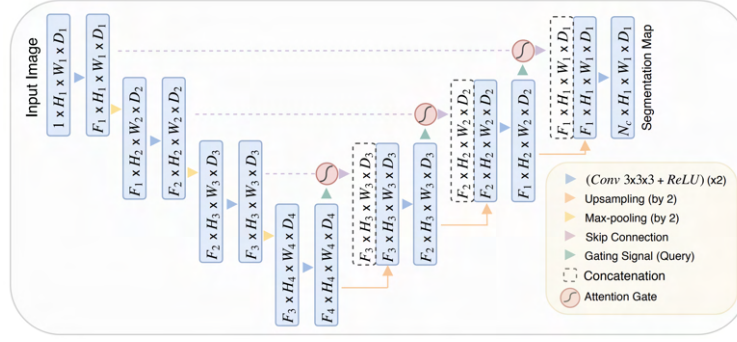 Input Image
1 x H₁ x W₁ x D₁
F₁ x H₁ x W₁ x D₁
F₁ x H₂ x W₂ x D₂
F₂ x H₂ x W₂ x D₂
F₂ x H₃ x W₃ x D₃
F₃ x H₃ x W₃ x D₃
F₃ x H₄ x W₄ x D₄
F₄ x H₄ x W₄ x D₄
F₃ x H₃ x W₃ x D₃
F₃ x H₃ x W₃ x D₃
F₂ x H₃ x W₃ x D₃
F₂ x H₂ x W₂ x D₂
F₂ x H₂ x W₂ x D₂
F₁ x H₂ x W₂ x D₂
F₁ x H₁ x W₁ x D₁
F₁ x H₁ x W₁ x D₁
N_c x H₁ x W₁ x D₁
Segmentation Map
(Conv 3x3x3 + ReLU) (x2)
Upsampling (by 2)
Max-pooling (by 2)
Skip Connection
Gating Signal (Query)
Concatenation
Attention Gate